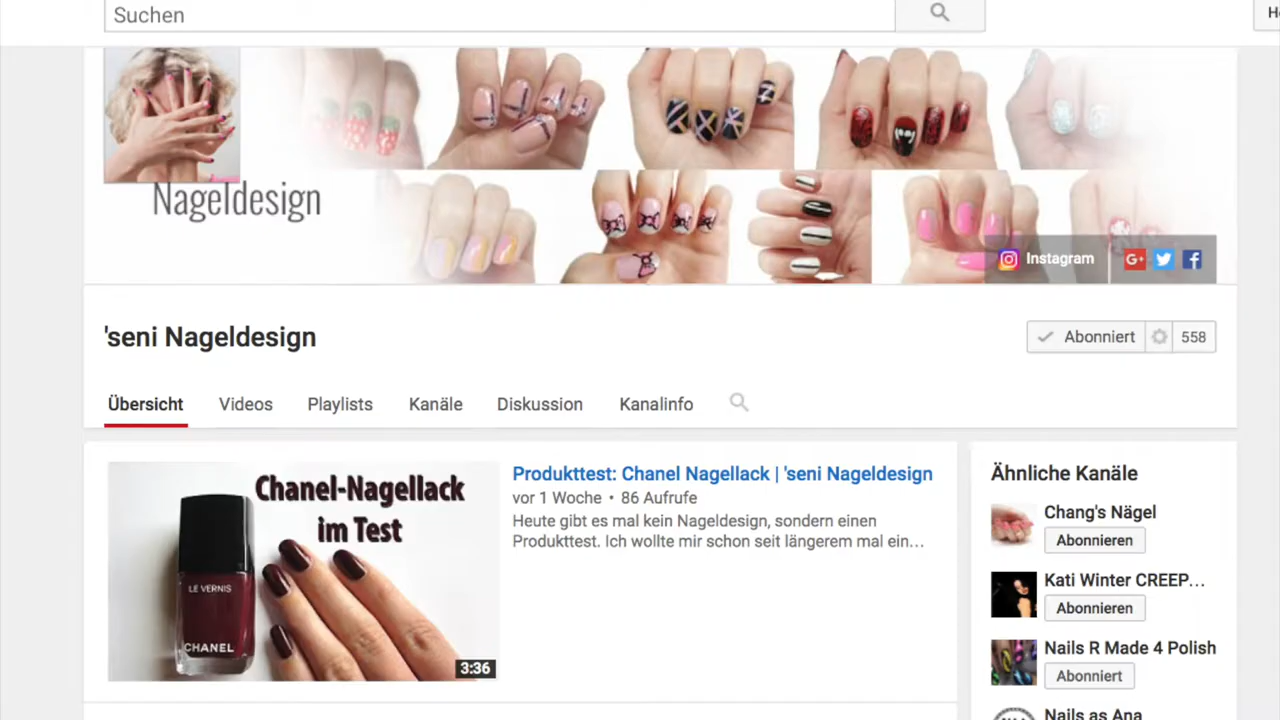 Suchen
Nageldesign
Instagram
G+
'seni Nageldesign
Abonniert
558
Übersicht
Videos
Playlists
Kanäle
Diskussion
Kanalinfo
Chanel-Nagellack
im Test
LE VERNIS
CHANEL
3:36
Produkttest: Chanel Nagellack | 'seni Nageldesign
vor 1 Woche • 86 Aufrufe
Heute gibt es mal kein Nageldesign, sondern einen
Produkttest. Ich wollte mir schon seit längerem mal ein...
Ähnliche Kanäle
Chang's Nägel
Abonnieren
Kati Winter CREEP...
Abonnieren
Nails R Made 4 Polish
Abonniert
Nails as Ana